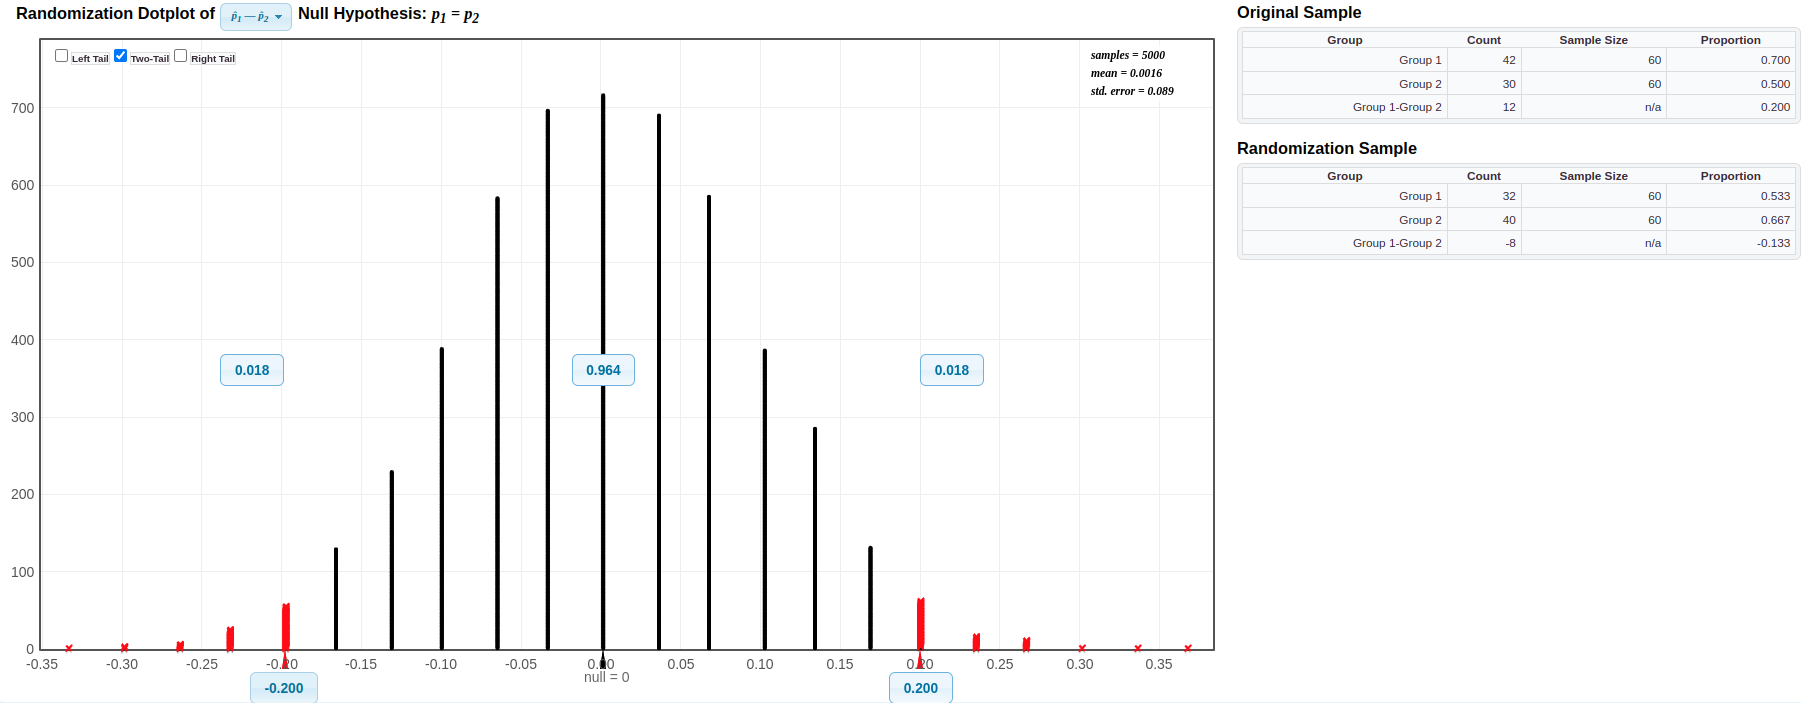 Randomization Dotplot of p̂1 — p̂2 Null Hypothesis: p1 = p2
Left Tail Two-Tail Right Tail
samples = 5000
mean = 0.0016
std. error = 0.089
700
600
500
400
300
200
100
0
0.018
0.964
0.018
-0.35 -0.30 -0.25 -0.20 -0.15 -0.10 -0.05 0.00 0.05 0.10 0.15 0.20 0.25 0.30 0.35
null = 0
-0.200
0.200
Original Sample
Group Count Sample Size Proportion
Group 1 42 60 0.700
Group 2 30 60 0.500
Group 1-Group 2 12 n/a 0.200
Randomization Sample
Group Count Sample Size Proportion
Group 1 32 60 0.533
Group 2 40 60 0.667
Group 1-Group 2 -8 n/a -0.133